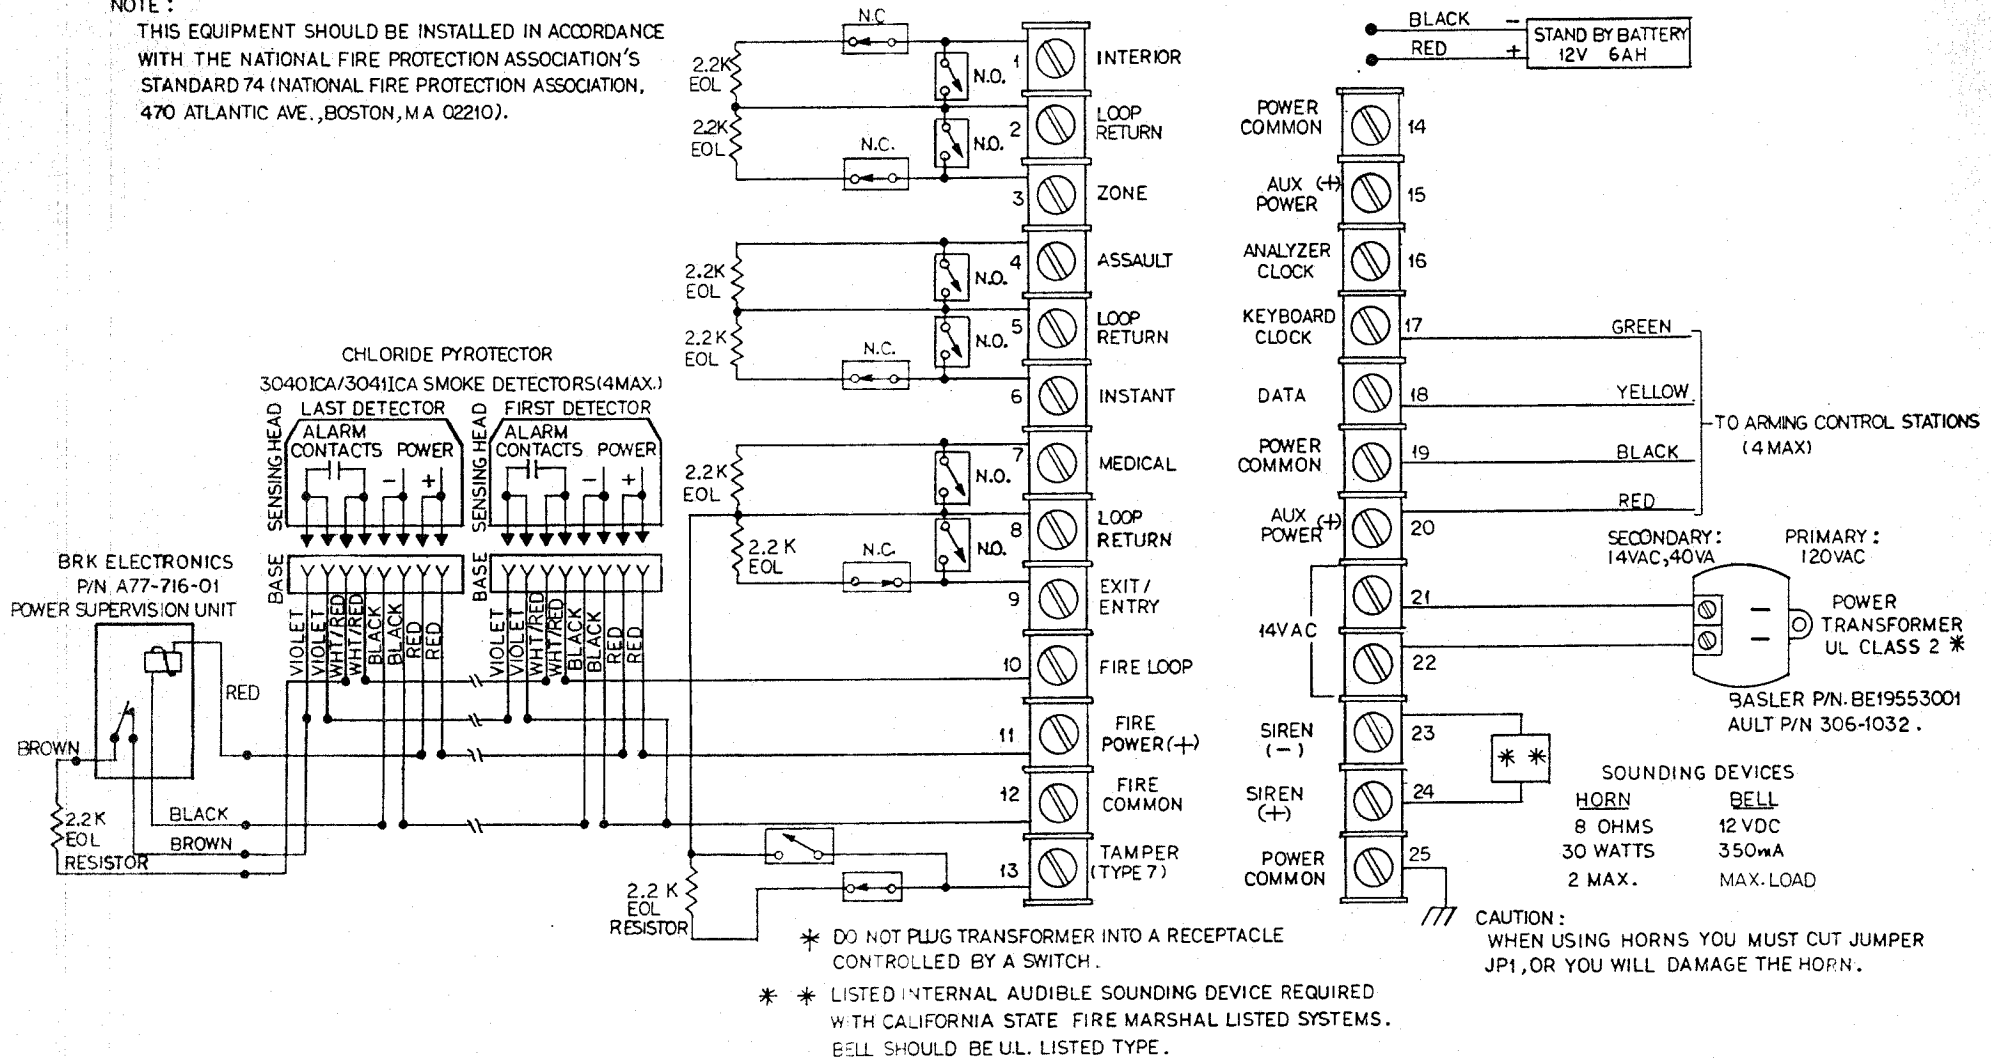 NOTE :
THIS EQUIPMENT SHOULD BE INSTALLED IN ACCORDANCE
WITH THE NATIONAL FIRE PROTECTION ASSOCIATION'S
STANDARD 74 (NATIONAL FIRE PROTECTION ASSOCIATION,
470 ATLANTIC AVE., BOSTON, MA 02210).
N.C.
2.2K
EOL
N.O.
1
INTERIOR
2.2K
EOL
N.O.
2
LOOP
RETURN
N.C.
3
ZONE
2.2K
EOL
N.O.
4
ASSAULT
2.2K
EOL
N.O.
5
LOOP
RETURN
N.C.
6
INSTANT
2.2K
EOL
N.O.
7
MEDICAL
2.2 K
EOL
N.O.
8
LOOP
RETURN
N.C.
9
EXIT /
ENTRY
10
FIRE LOOP
11
FIRE
POWER (+)
12
FIRE
COMMON
13
TAMPER
(TYPE 7)
2.2 K
EOL
RESISTOR
CHLORIDE PYROTECTOR
3040ICA/3041ICA SMOKE DETECTORS (4 MAX.)
LAST DETECTOR
FIRST DETECTOR
SENSING HEAD
ALARM
CONTACTS
POWER
- +
SENSING HEAD
ALARM
CONTACTS
POWER
- +
BASE
BASE
VIOLET
VIOLET
WHT/RED
WHT/RED
BLACK
BLACK
RED
RED
VIOLET
VIOLET
WHT/RED
WHT/RED
BLACK
BLACK
RED
RED
BRK ELECTRONICS
P/N A77-716-01
POWER SUPERVISION UNIT
RED
BROWN
BLACK
BROWN
2.2K
EOL
RESISTOR
BLACK -
RED +
STAND BY BATTERY
12V 6AH
POWER
COMMON
14
AUX (+)
POWER
15
ANALYZER
CLOCK
16
KEYBOARD
CLOCK
17
GREEN
DATA
18
YELLOW
POWER
COMMON
19
BLACK
AUX
POWER (+)
20
RED
TO ARMING CONTROL STATIONS
(4 MAX)
14VAC
21
22
SECONDARY :
14VAC, 40VA
PRIMARY :
120VAC
POWER
TRANSFORMER
UL CLASS 2 *
BASLER P/N. BE19553001
AULT P/N 306-1032 .
SIREN
(-)
23
SIREN
(+)
24
* *
POWER
COMMON
25
SOUNDING DEVICES
HORN BELL
8 OHMS 12 VDC
30 WATTS 350mA
2 MAX. MAX. LOAD
CAUTION :
WHEN USING HORNS YOU MUST CUT JUMPER
JP1, OR YOU WILL DAMAGE THE HORN.
* DO NOT PLUG TRANSFORMER INTO A RECEPTACLE
CONTROLLED BY A SWITCH.
* * LISTED INTERNAL AUDIBLE SOUNDING DEVICE REQUIRED
WITH CALIFORNIA STATE FIRE MARSHAL LISTED SYSTEMS.
BELL SHOULD BE U.L. LISTED TYPE.